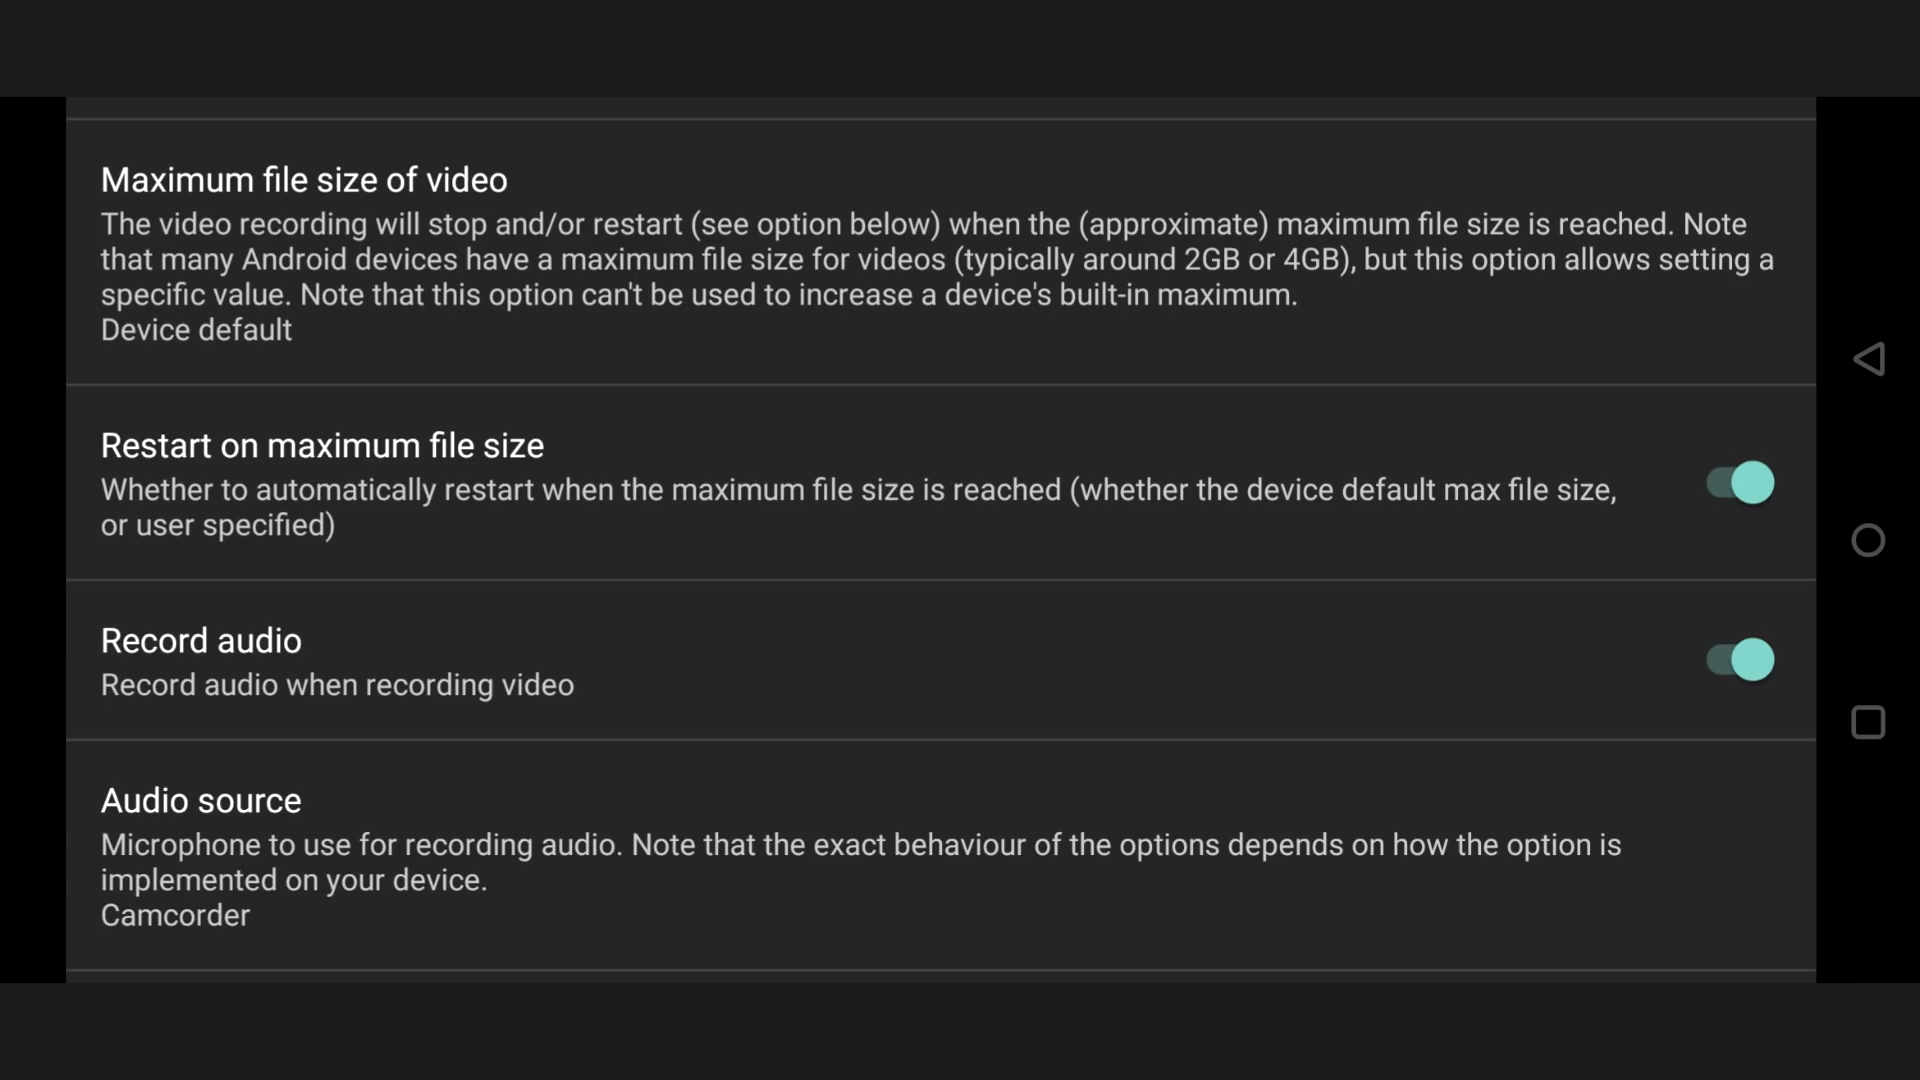 Maximum file size of video
The video recording will stop and/or restart (see option below) when the (approximate) maximum file size is reached. Note
that many Android devices have a maximum file size for videos (typically around 2GB or 4GB), but this option allows setting a
specific value. Note that this option can't be used to increase a device's built-in maximum.
Device default
Restart on maximum file size
Whether to automatically restart when the maximum file size is reached (whether the device default max file size,
or user specified)
Record audio
Record audio when recording video
Audio source
Microphone to use for recording audio. Note that the exact behaviour of the options depends on how the option is
implemented on your device.
Camcorder